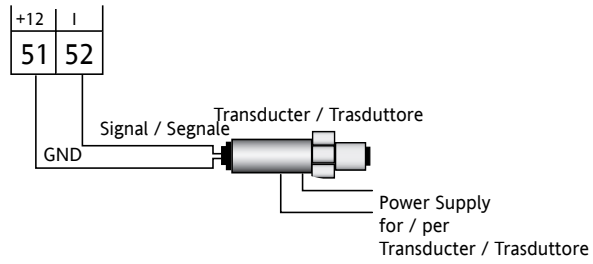 +12 I
51 52
Transducter / Trasduttore
Signal / Segnale
GND
Power Supply
for / per
Transducter / Trasduttore